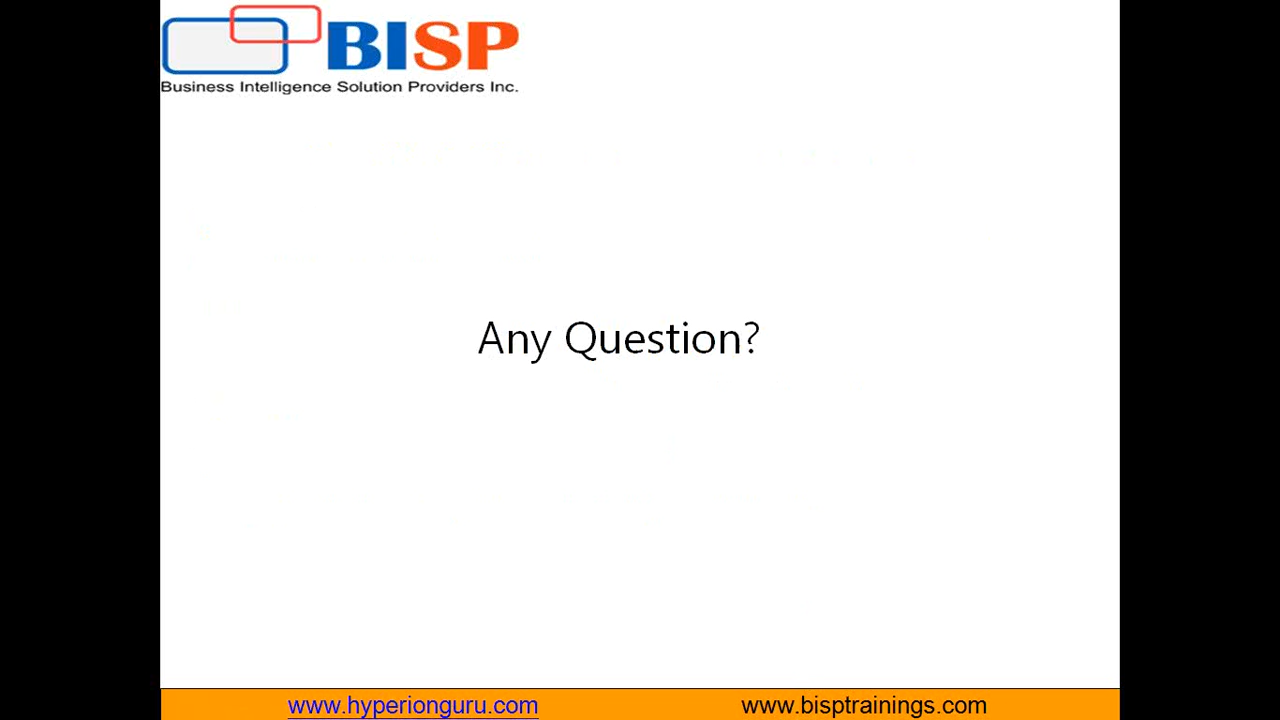 BISP
Business Intelligence Solution Providers Inc.
Any Question?
www.hyperionguru.com www.bisptrainings.com